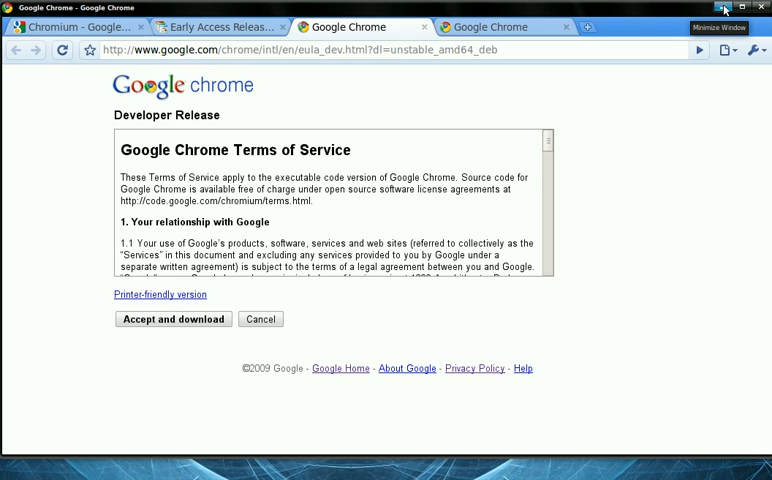 Google Chrome - Google Chrome
Chromium - Google...
Early Access Releas...
Google Chrome
Google Chrome
Minimize Window
http://www.google.com/chrome/intl/en/eula_dev.html?dl=unstable_amd64_deb
Google chrome
Developer Release
Google Chrome Terms of Service
These Terms of Service apply to the executable code version of Google Chrome. Source code for
Google Chrome is available free of charge under open source software license agreements at
http://code.google.com/chromium/terms.html.
1. Your relationship with Google
1.1 Your use of Google's products, software, services and web sites (referred to collectively as the
"Services" in this document and excluding any services provided to you by Google under a
separate written agreement) is subject to the terms of a legal agreement between you and Google.
Printer-friendly version
Accept and download
Cancel
©2009 Google - Google Home - About Google - Privacy Policy - Help